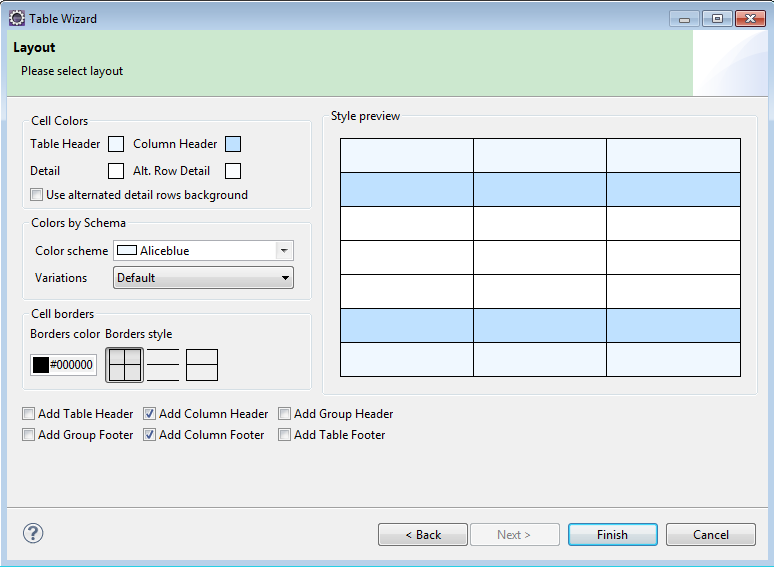 Table Wizard
Layout
Please select layout
Cell Colors
Table Header Column Header
Detail Alt. Row Detail
Use alternated detail rows background
Colors by Schema
Color scheme Aliceblue
Variations Default
Cell borders
Borders color Borders style
#000000
Style preview
Add Table Header Add Column Header Add Group Header
Add Group Footer Add Column Footer Add Table Footer
? < Back Next > Finish Cancel